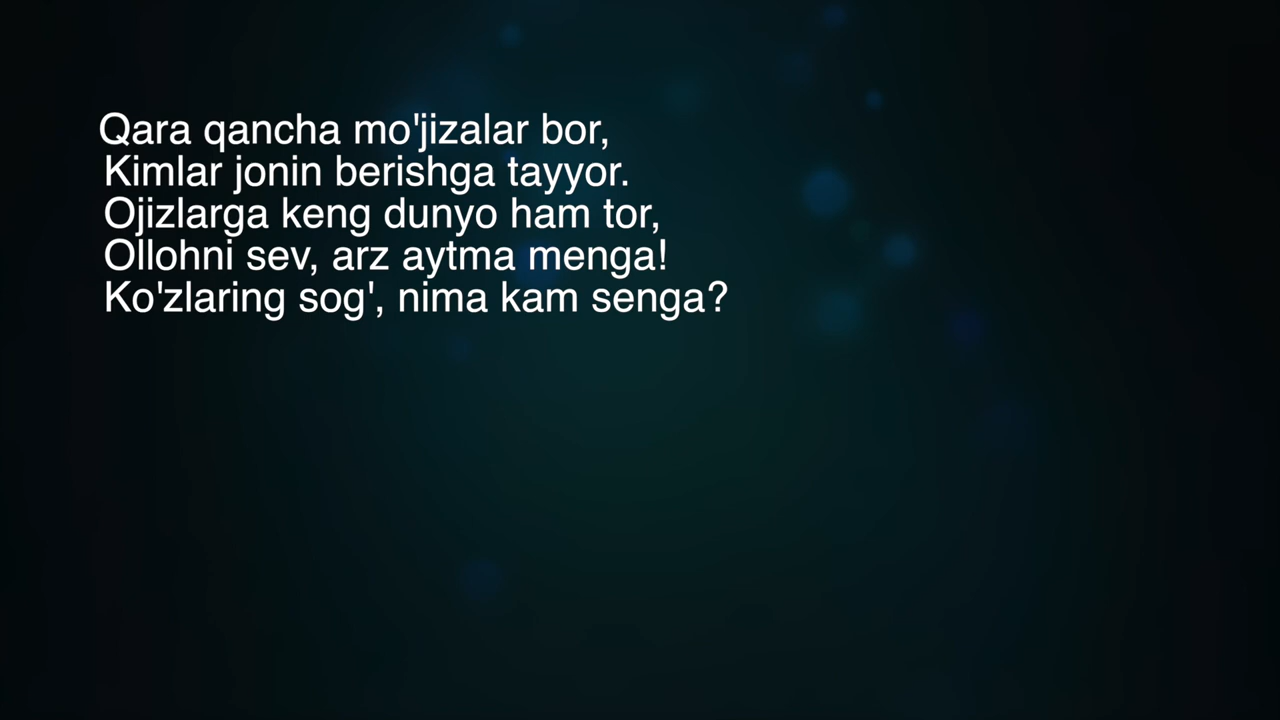 Qara qancha mo'jizalar bor,
Kimlar jonin berishga tayyor.
Ojizlarga keng dunyo ham tor,
Ollohni sev, arz aytma menga!
Ko'zlaring sog', nima kam senga?